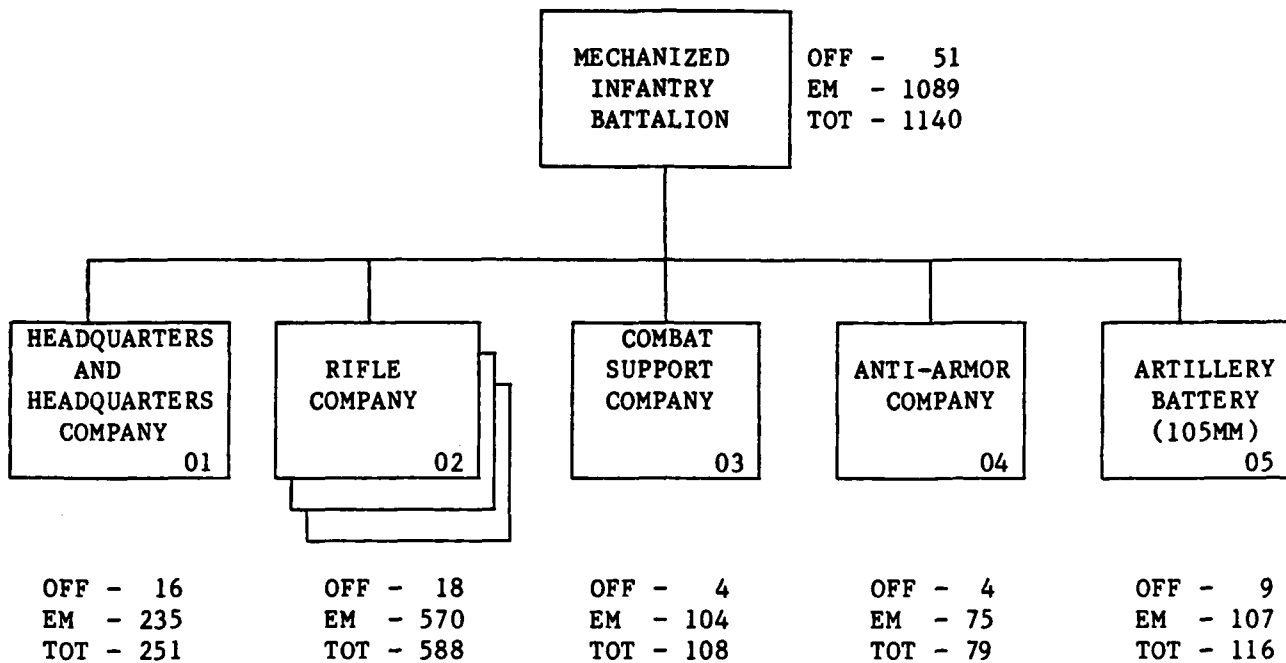 MECHANIZED
INFANTRY
BATTALION
OFF - 51
EM - 1089
TOT - 1140
HEADQUARTERS
AND
HEADQUARTERS
COMPANY
01
RIFLE
COMPANY
02
COMBAT
SUPPORT
COMPANY
03
ANTI-ARMOR
COMPANY
04
ARTILLERY
BATTERY
(105MM)
05
OFF - 16
EM - 235
TOT - 251
OFF - 18
EM - 570
TOT - 588
OFF - 4
EM - 104
TOT - 108
OFF - 4
EM - 75
TOT - 79
OFF - 9
EM - 107
TOT - 116